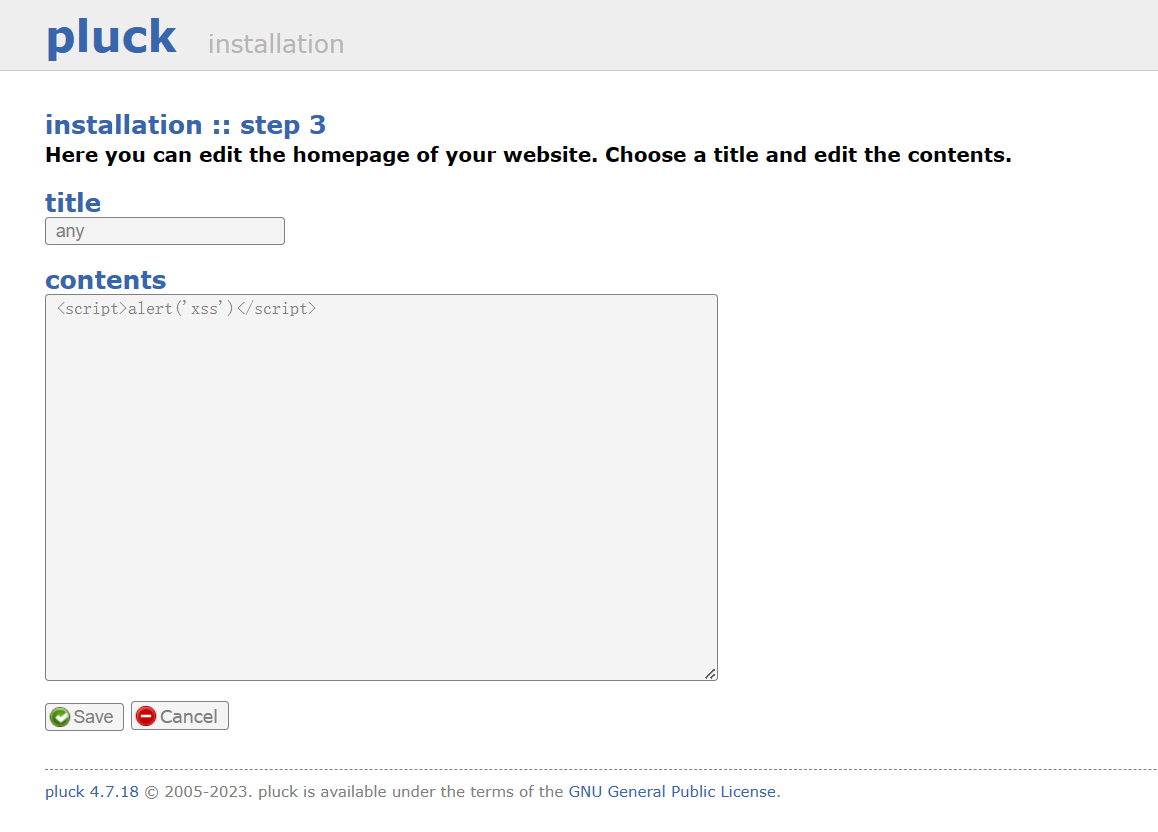 pluck installation
installation :: step 3
Here you can edit the homepage of your website. Choose a title and edit the contents.
title
any
contents
<script>alert('xss')</script>
Save Cancel
pluck 4.7.18 © 2005-2023. pluck is available under the terms of the GNU General Public License.